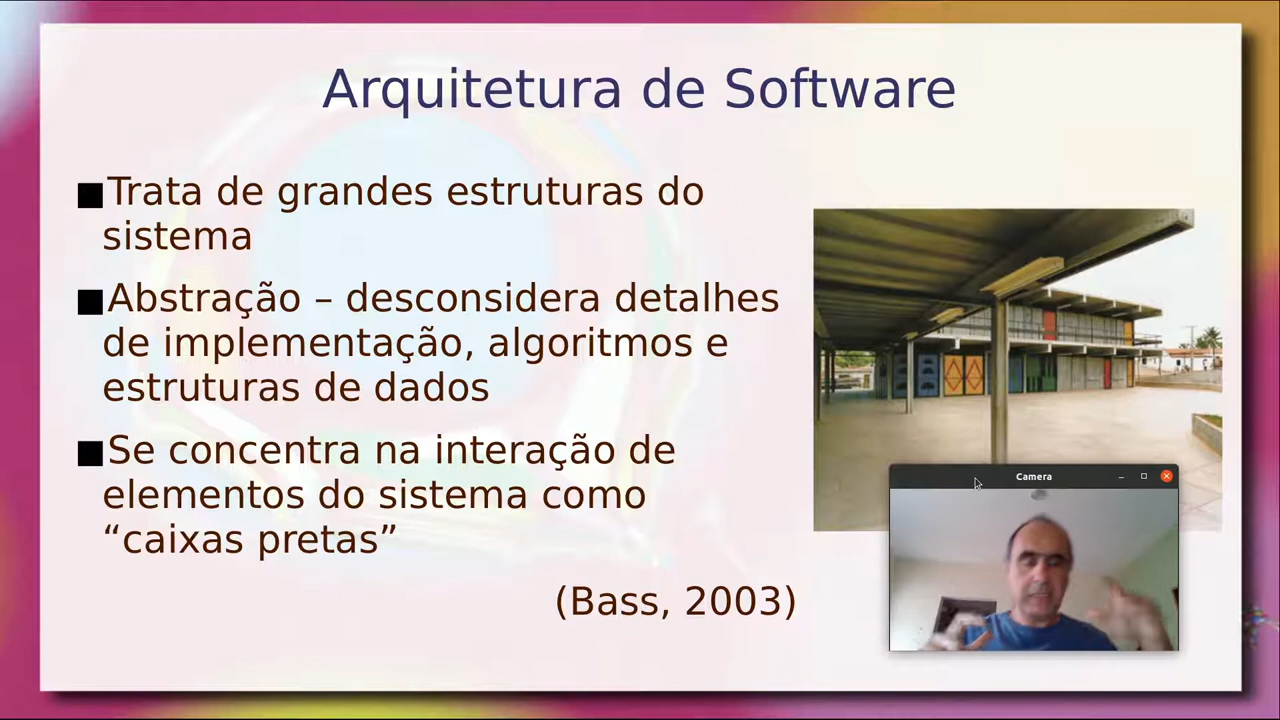 Arquitetura de Software
■Trata de grandes estruturas do
sistema
■Abstração – desconsidera detalhes
de implementação, algoritmos e
estruturas de dados
■Se concentra na interação de
elementos do sistema como
“caixas pretas”
(Bass, 2003)
Camera